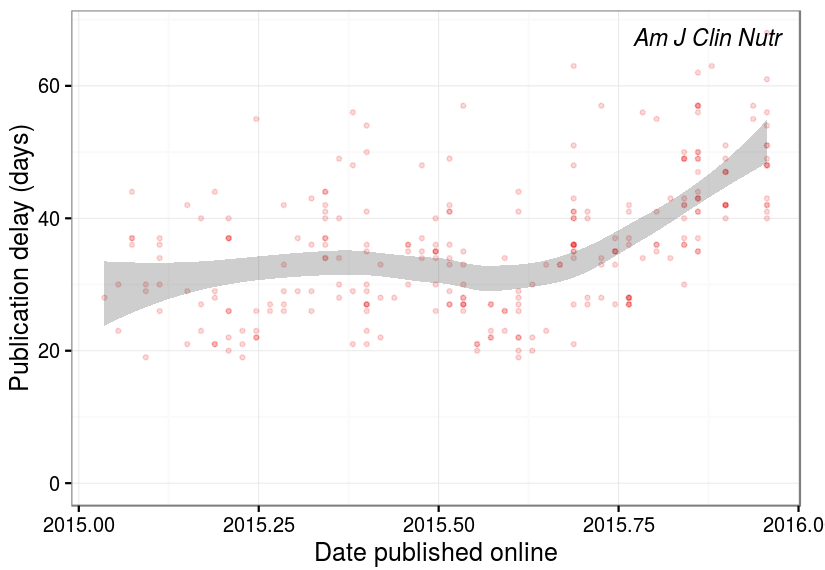 Am J Clin Nutr
Publication delay (days)
60
40
20
0
2015.00 2015.25 2015.50 2015.75 2016.0
Date published online